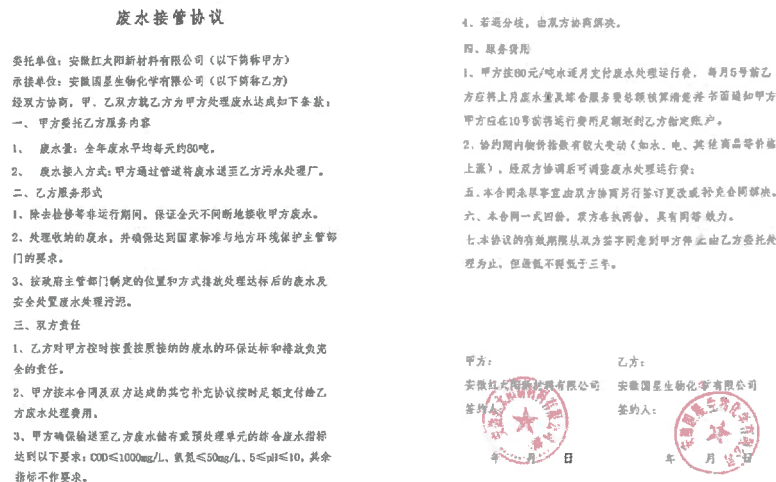 废水接管协议
委托单位：安徽红太阳新材料有限公司（以下简称甲方）
承接单位：安徽国星生物化学有限公司（以下简称乙方）
经双方协商，甲、乙双方就乙方为甲方处理废水达成如下条款：
一、 甲方委托乙方服务内容
1、 废水量：全年废水平均每天约80吨。
2、 废水接入方式：甲方通过管道将废水送至乙方污水处理厂。
二、乙方服务形式
1、除去检修等非运行期间，保证全天不间断地接收甲方废水。
2、处理收纳的废水，并确保达到国家标准与地方环境保护主管部
门的要求。
3、按政府主管部门制定的位置和方式排放处理达标后的废水及
安全处置废水处理污泥。
三、双方责任
1、乙方对甲方按时按量按质接纳的废水的环保达标和排放负完
全的责任。
2、甲方按本合同及双方达成的其它补充协议按时足额支付给乙
方废水处理费用。
3、甲方确保输送至乙方废水储存或预处理单元的综合废水指标
达到以下要求：COD≤1000mg/L、氨氮≤50mg/L、5≤pH≤10，其余
指标不作要求。
4、若遇分歧，由双方协商解决。
四、服务费用
1、甲方按80元/吨水逐月支付废水处理运行费，每月5号前乙
方应将上月废水量及综合服务费总额核算清楚并书面通知甲方
甲方应在10号前将运行费所足额汇到乙方指定账户。
2、协约期内物价指数有较大变动（如水、电、其他商品等价格
上涨），经双方协调后可调整废水处理运行费；
五、本合同未尽事宜由双方协商另行签订更改或补充合同解决。
六、本合同一式四份，双方各执两份，具有同等效力。
七、本协议的有效期限从双方签字同意到甲方停止由乙方委托处
理为止，但最低不得低于三年。
甲方： 乙方：
安徽红太阳新材料有限公司 安徽国星生物化学有限公司
签约人： 签约人：
年 月 日 年 月 日